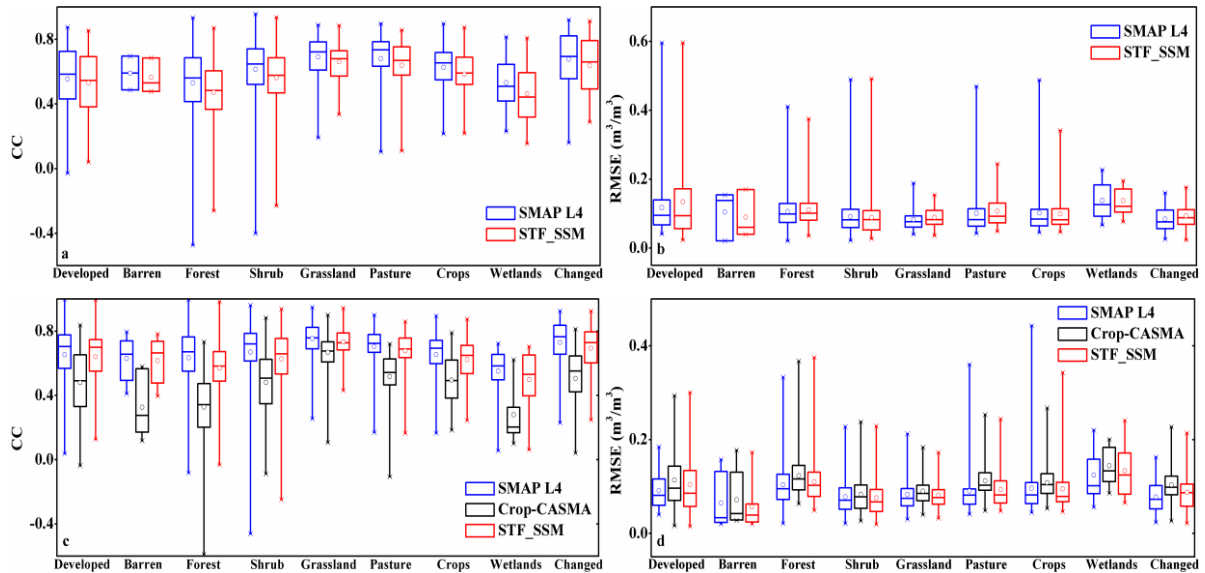 0.8
0.4
0.0
-0.4
CC
a
SMAP L4
STF_SSM
Developed Barren Forest Shrub Grassland Pasture Crops Wetlands Changed
0.6
0.4
0.2
0.0
RMSE (m³/m³)
b
SMAP L4
STF_SSM
Developed Barren Forest Shrub Grassland Pasture Crops Wetlands Changed
0.8
0.4
0.0
-0.4
CC
c
SMAP L4
Crop-CASMA
STF_SSM
Developed Barren Forest Shrub Grassland Pasture Crops Wetlands Changed
0.4
0.2
0.0
RMSE (m³/m³)
d
SMAP L4
Crop-CASMA
STF_SSM
Developed Barren Forest Shrub Grassland Pasture Crops Wetlands Changed